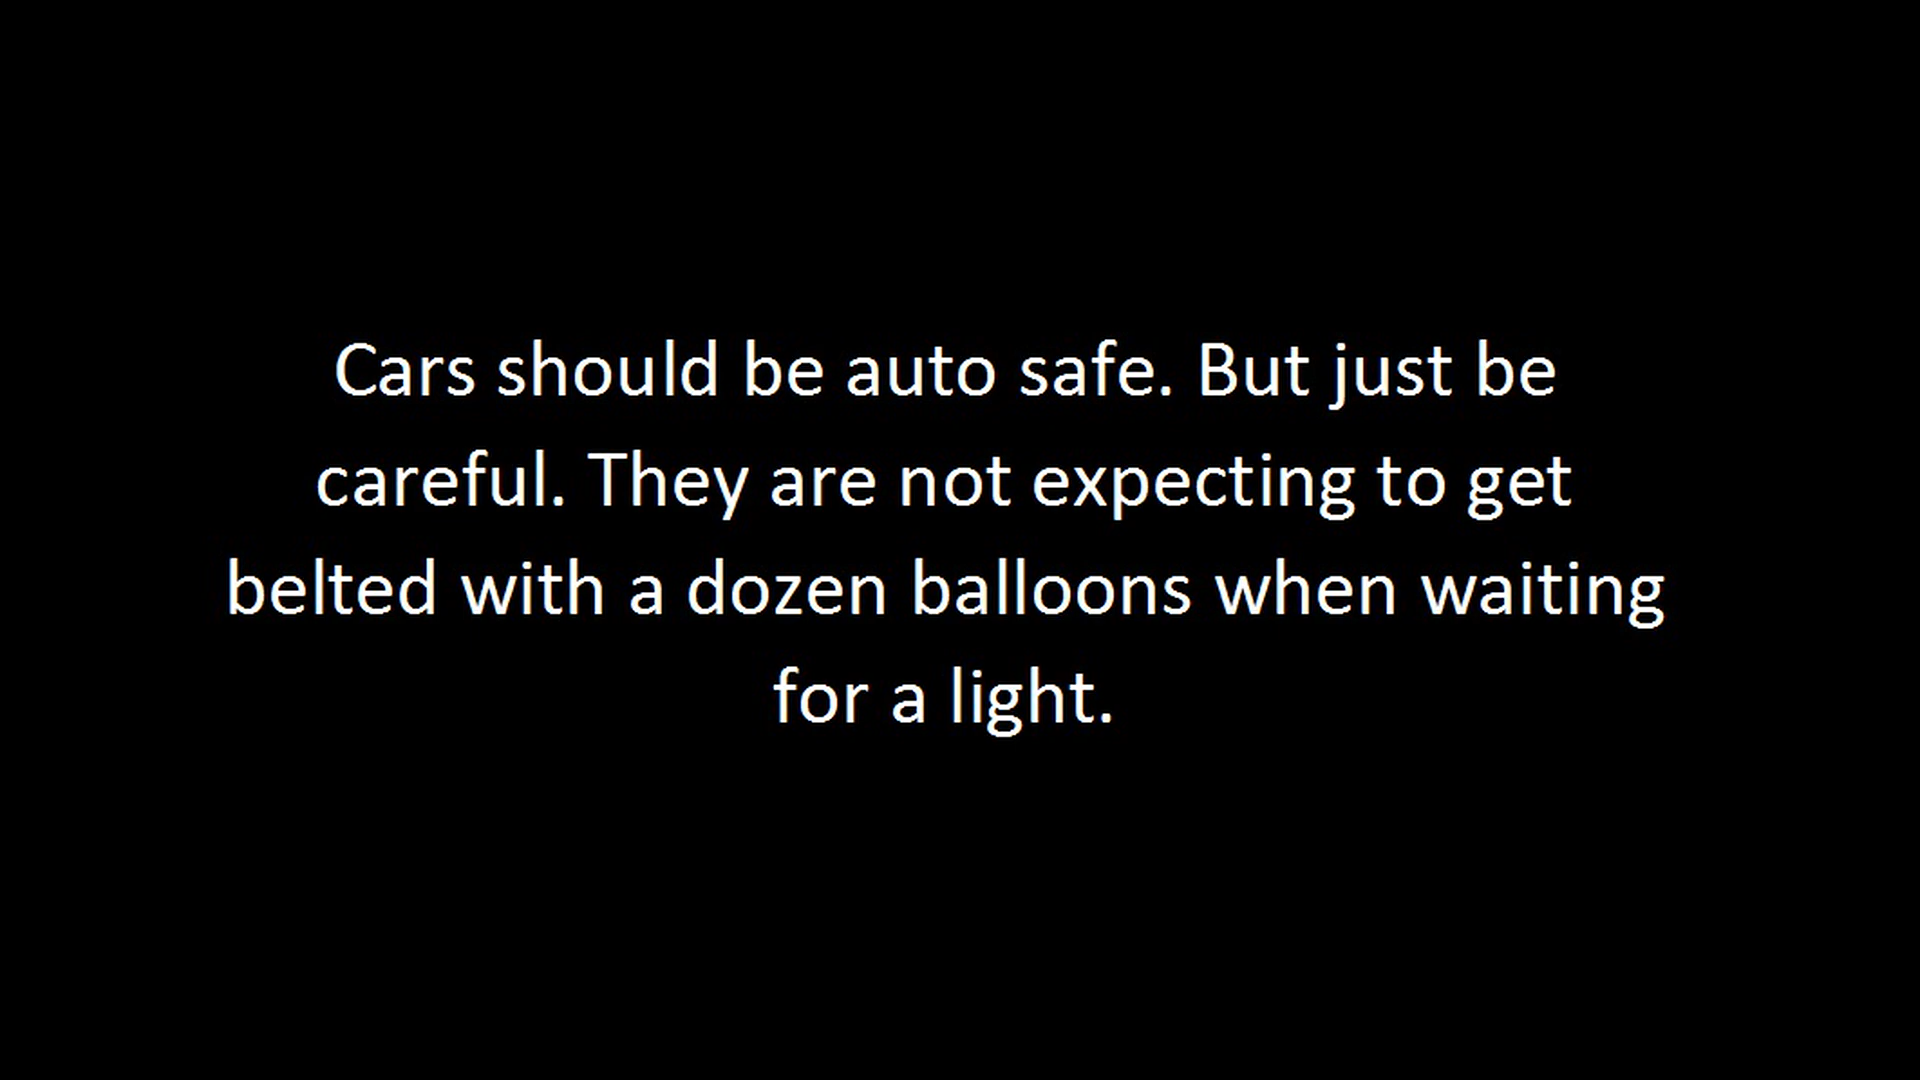 Cars should be auto safe. But just be
careful. They are not expecting to get
belted with a dozen balloons when waiting
for a light.